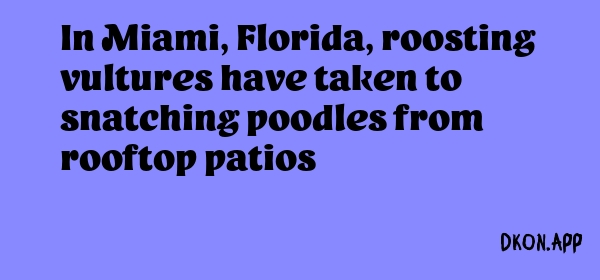 In Miami, Florida, roosting
vultures have taken to
snatching poodles from
rooftop patios
DKON.APP